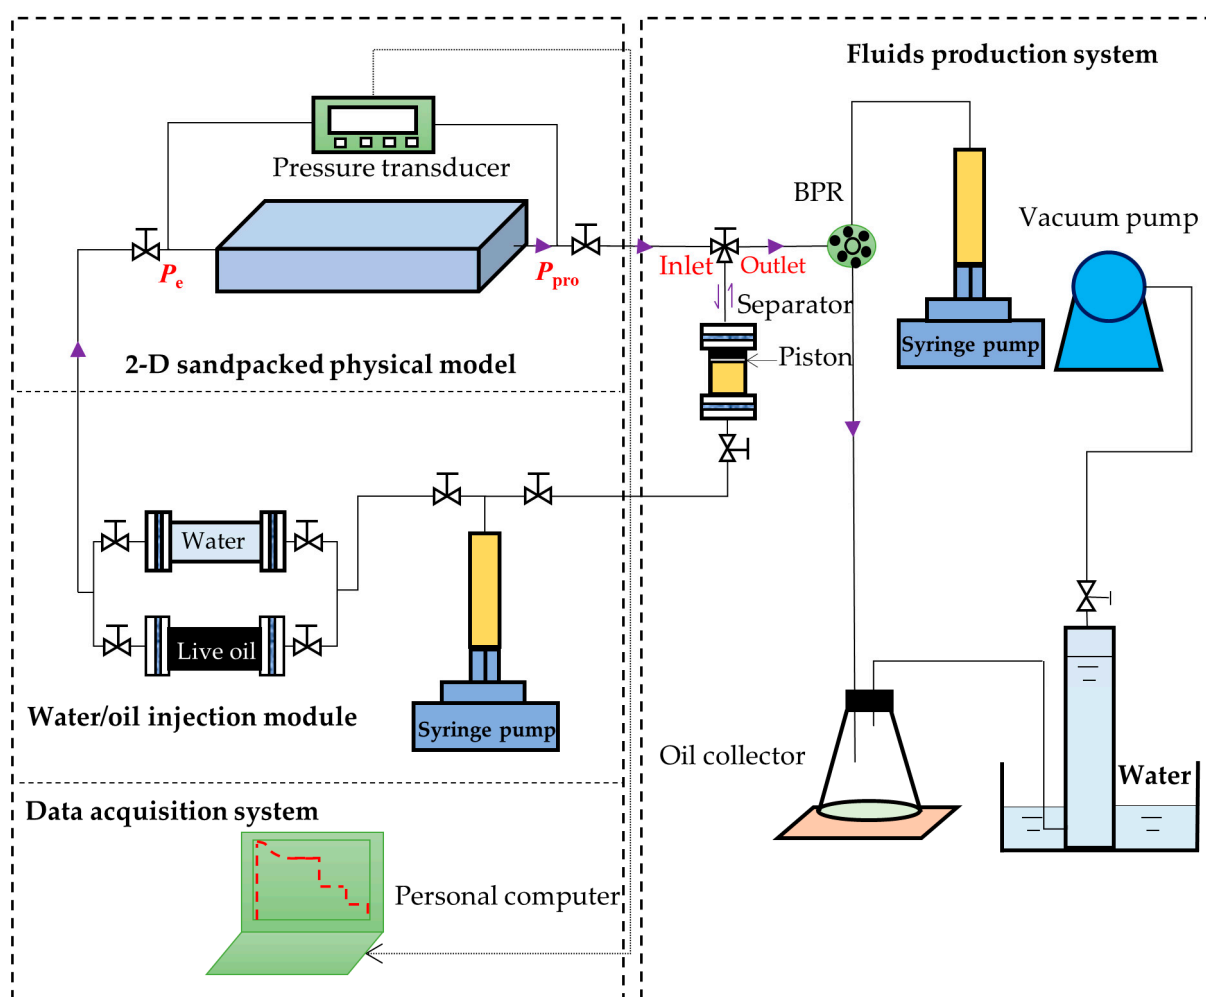 Fluids production system
Pressure transducer
BPR
Vacuum pump
Pe
Ppro
Inlet
Outlet
Separator
Syringe pump
Piston
2-D sandpacked physical model
Water
Live oil
Water/oil injection module
Syringe pump
Oil collector
Water
Data acquisition system
Personal computer